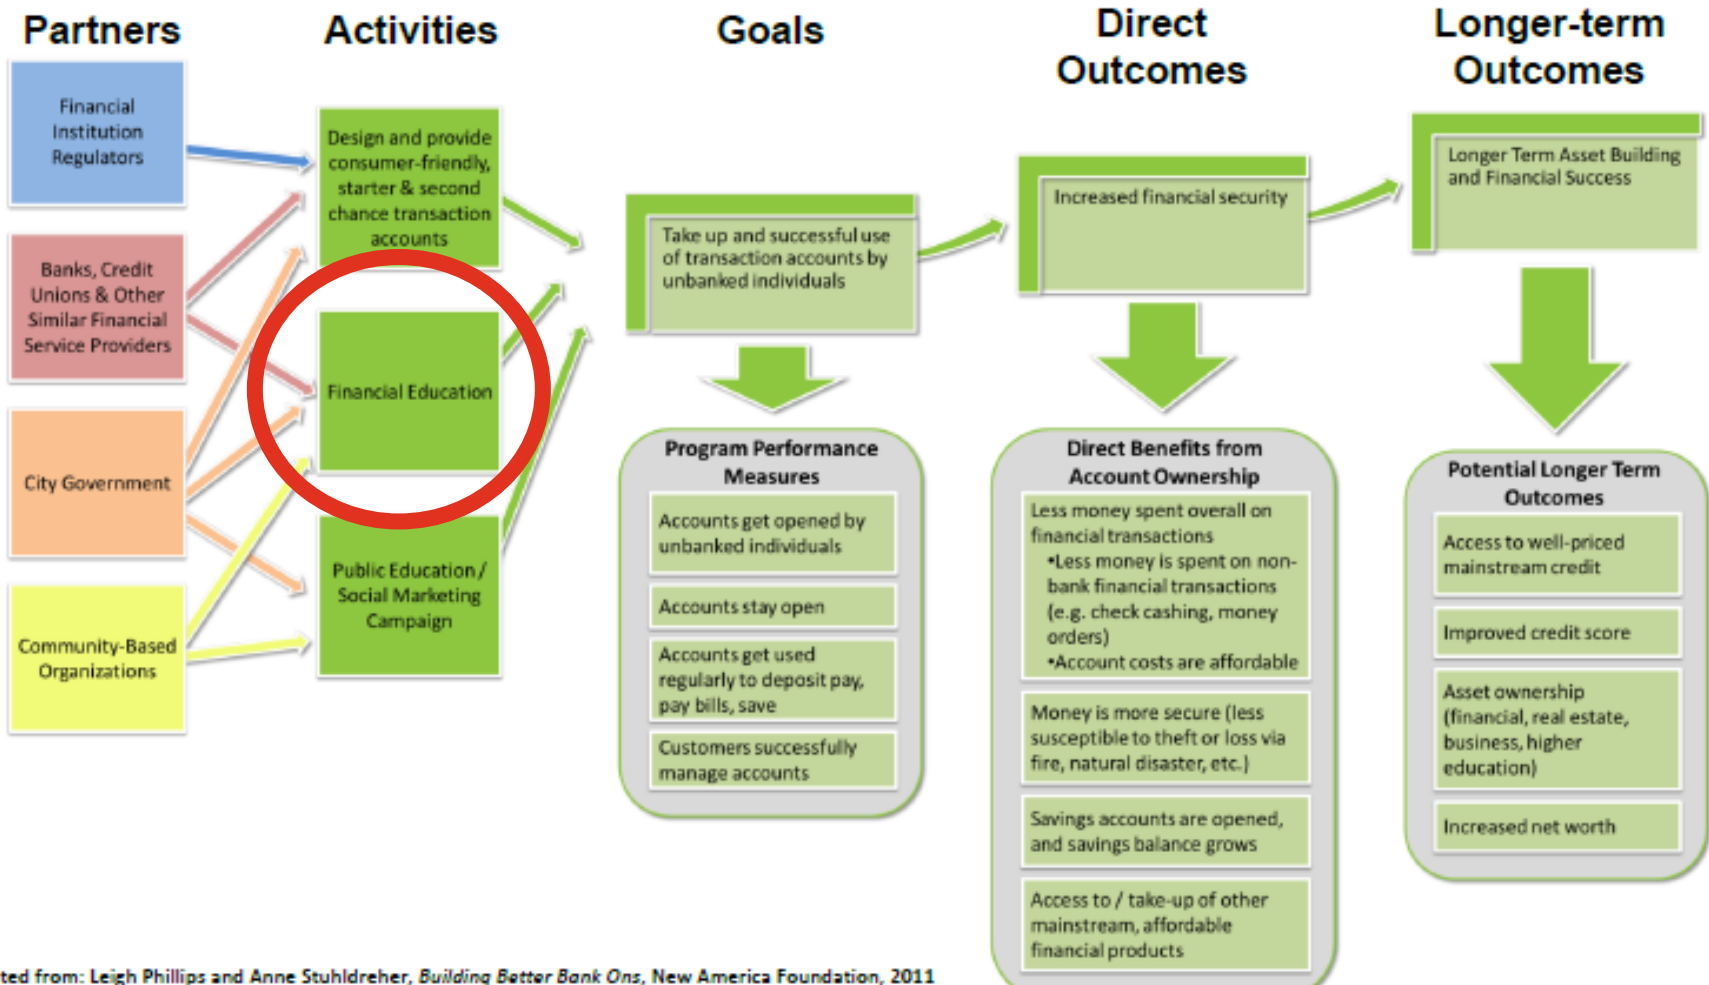 Partners
Activities
Goals
Direct
Outcomes
Longer-term
Outcomes
Financial
Institution
Regulators
Banks, Credit
Unions & Other
Similar Financial
Service Providers
City Government
Community-Based
Organizations
Design and provide
consumer-friendly,
starter & second
chance transaction
accounts
Financial Education
Public Education /
Social Marketing
Campaign
Take up and successful use
of transaction accounts by
unbanked individuals
Program Performance
Measures
Accounts get opened by
unbanked individuals
Accounts stay open
Accounts get used
regularly to deposit pay,
pay bills, save
Customers successfully
manage accounts
Increased financial security
Direct Benefits from
Account Ownership
Less money spent overall on
financial transactions
•Less money is spent on non-
bank financial transactions
(e.g. check cashing, money
orders)
•Account costs are affordable
Money is more secure (less
susceptible to theft or loss via
fire, natural disaster, etc.)
Savings accounts are opened,
and savings balance grows
Access to / take-up of other
mainstream, affordable
financial products
Longer Term Asset Building
and Financial Success
Potential Longer Term
Outcomes
Access to well-priced
mainstream credit
Improved credit score
Asset ownership
(financial, real estate,
business, higher
education)
Increased net worth
ted from: Leigh Phillips and Anne Stuhldreher, Building Better Bank Ons, New America Foundation, 2011